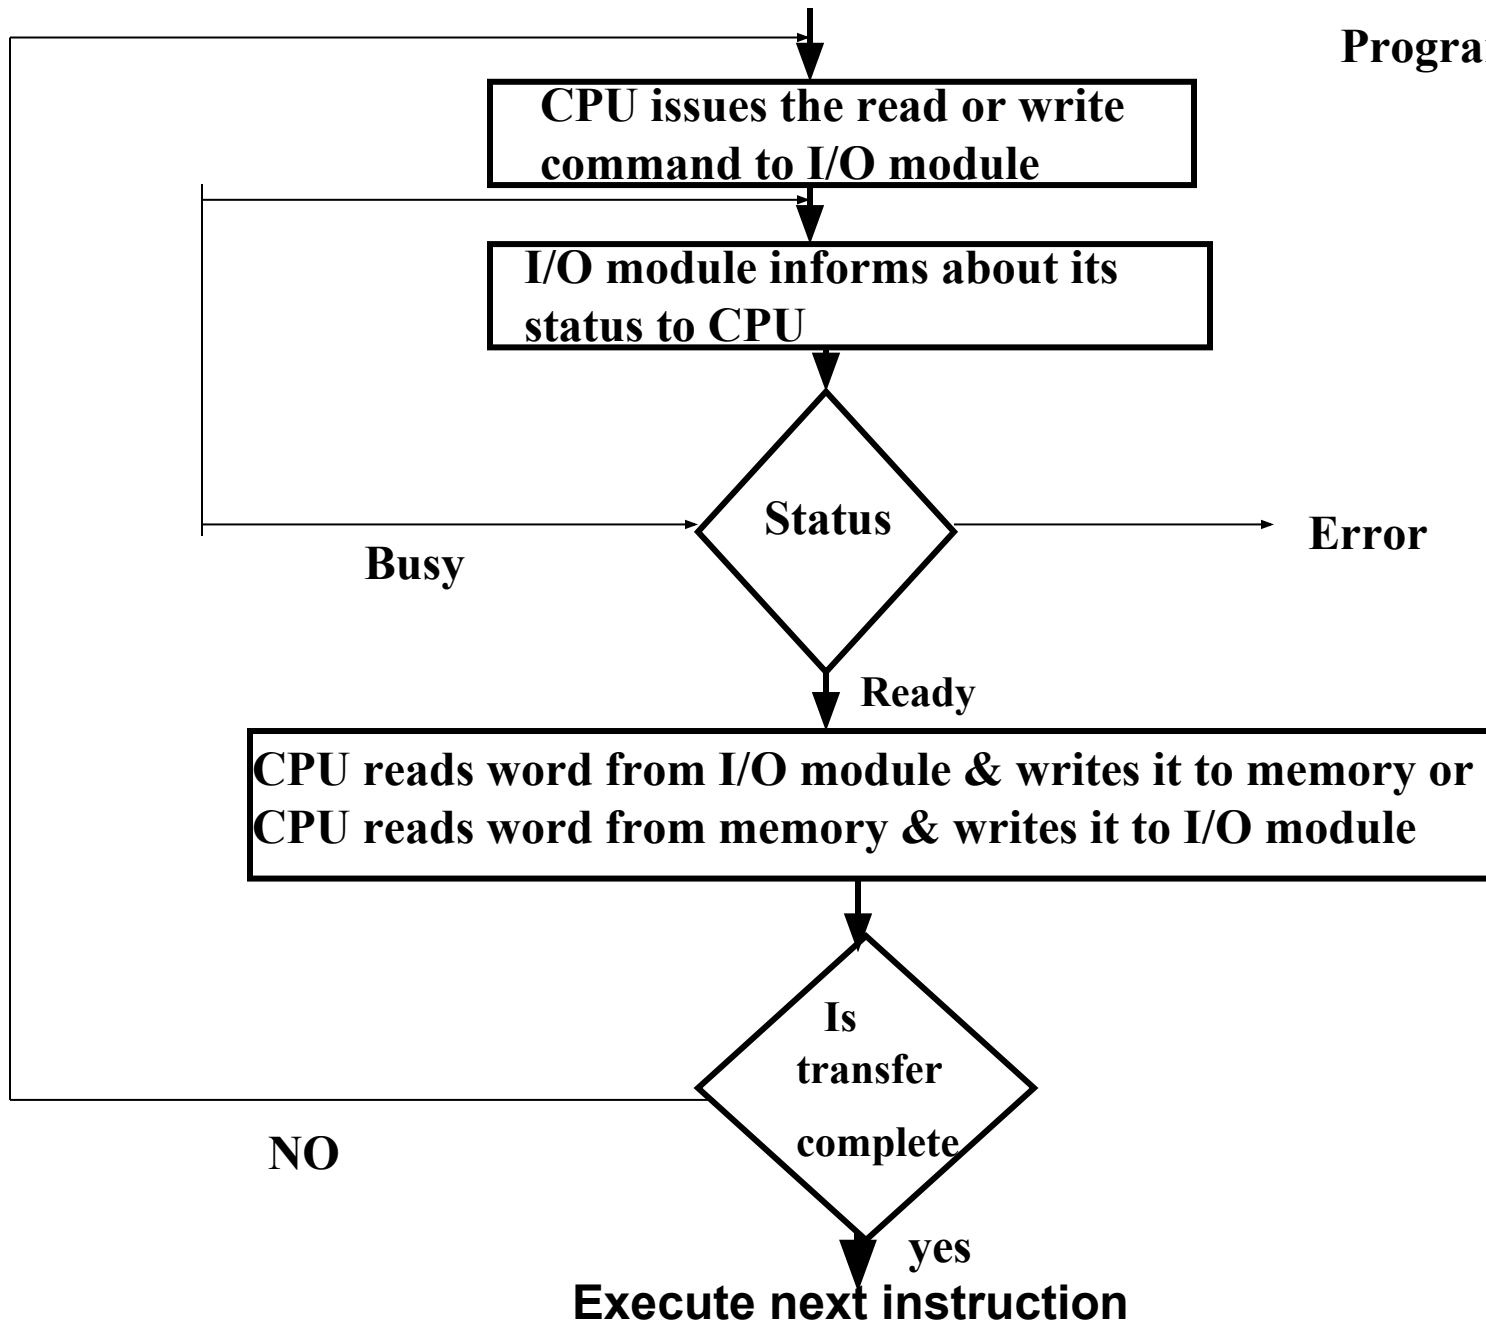 Progra
CPU issues the read or write
command to I/O module
I/O module informs about its
status to CPU
Status
Error
Busy
Ready
CPU reads word from I/O module & writes it to memory or
CPU reads word from memory & writes it to I/O module
Is
transfer
complete
NO
yes
Execute next instruction